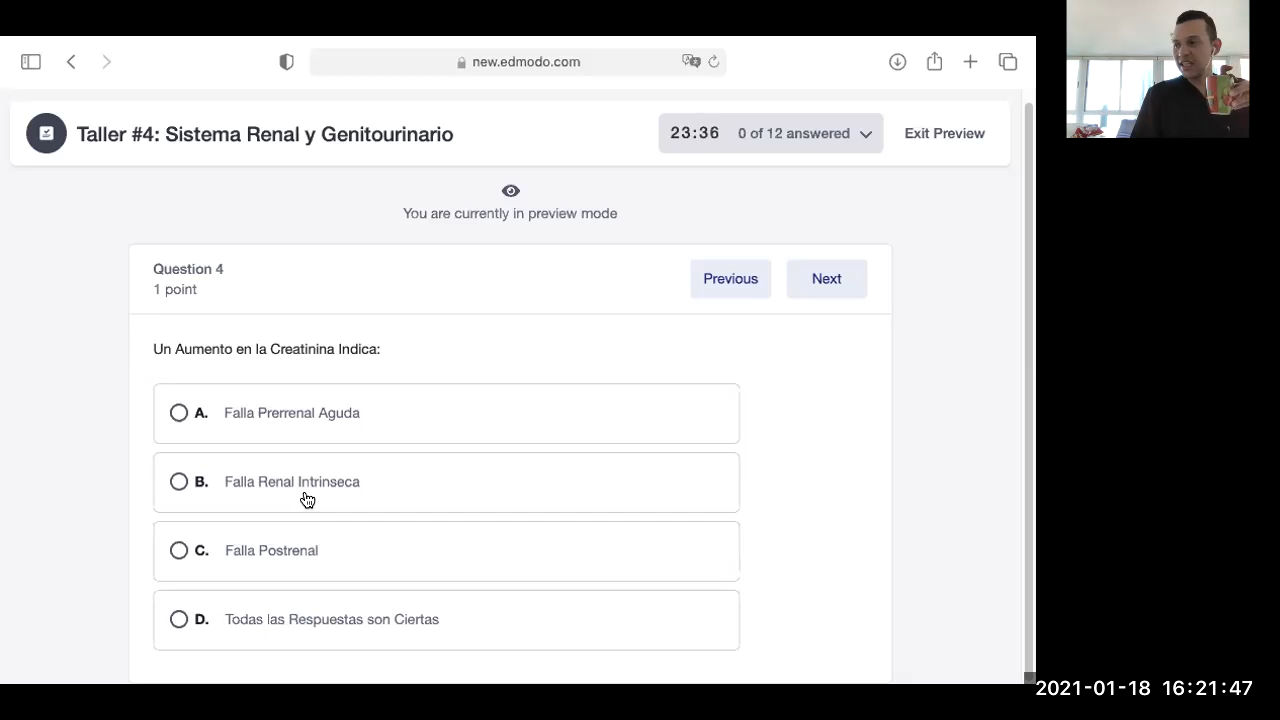 new.edmodo.com
Taller #4: Sistema Renal y Genitourinario
23:36 0 of 12 answered
Exit Preview
You are currently in preview mode
Question 4
1 point
Previous
Next
Un Aumento en la Creatinina Indica:
A. Falla Prerrenal Aguda
B. Falla Renal Intrinseca
C. Falla Postrenal
D. Todas las Respuestas son Ciertas
2021-01-18 16:21:47